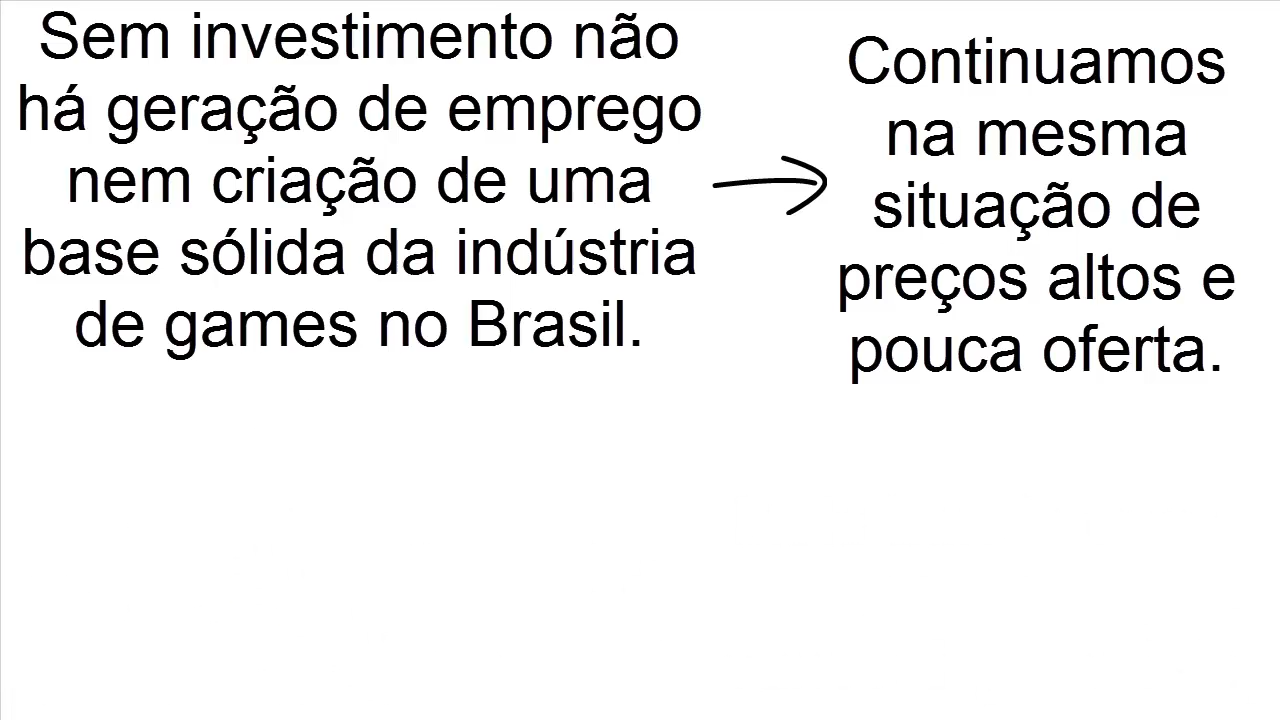 Sem investimento não
há geração de emprego
nem criação de uma
base sólida da indústria
de games no Brasil.
Continuamos
na mesma
situação de
preços altos e
pouca oferta.